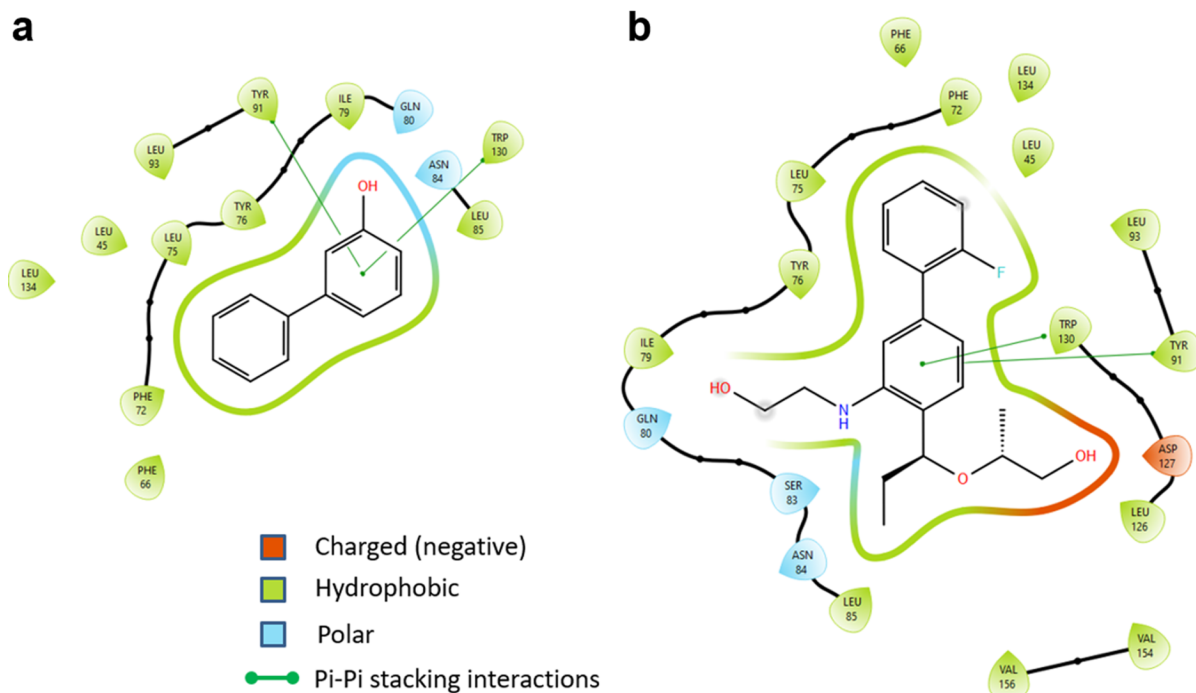 a
TYR
91
ILE
79
GLN
80
TRP
130
LEU
93
ASN
84
OH
TYR
76
LEU
85
LEU
45
LEU
75
LEU
134
PHE
72
PHE
66
Charged (negative)
Hydrophobic
Polar
Pi-Pi stacking interactions
b
PHE
66
LEU
134
PHE
72
LEU
45
LEU
75
LEU
93
TYR
76
F
TRP
130
TYR
91
ILE
79
HO
N
H
GLN
80
OH
O
ASP
127
SER
83
LEU
126
ASN
84
LEU
85
VAL
154
VAL
156